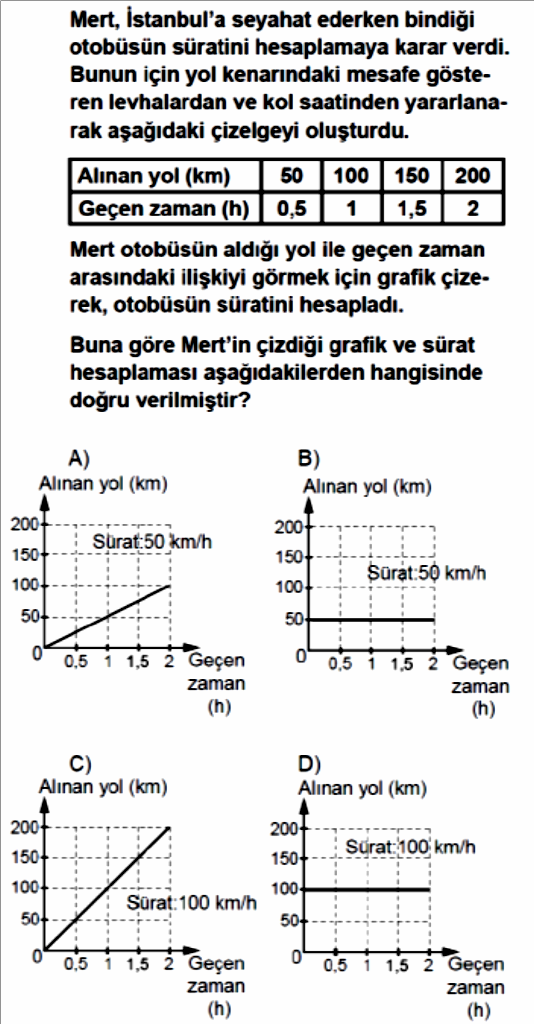 Mert, İstanbul'a seyahat ederken bindiği
otobüsün süratini hesaplamaya karar verdi.
Bunun için yol kenarındaki mesafe göste-
ren levhalardan ve kol saatinden yararlana-
rak aşağıdaki çizelgeyi oluşturdu.
Alınan yol (km) 50 100 150 200
Geçen zaman (h) 0,5 1 1,5 2
Mert otobüsün aldığı yol ile geçen zaman
arasındaki ilişkiyi görmek için grafik çize-
rek, otobüsün süratini hesapladı.
Buna göre Mert'in çizdiği grafik ve sürat
hesaplaması aşağıdakilerden hangisinde
doğru verilmiştir?
A)
Alınan yol (km)
200
Sürat:50 km/h
150
100
50
0
0,5 1 1,5 2 Geçen
zaman
(h)
B)
Alınan yol (km)
200
150
Sürat:50 km/h
100
50
0
0,5 1 1,5 2 Geçen
zaman
(h)
C)
Alınan yol (km)
200
150
100
Sürat:100 km/h
50
0
0,5 1 1,5 2 Geçen
zaman
(h)
D)
Alınan yol (km)
200
Sürat:100 km/h
150
100
50
0
0,5 1 1,5 2 Geçen
zaman
(h)